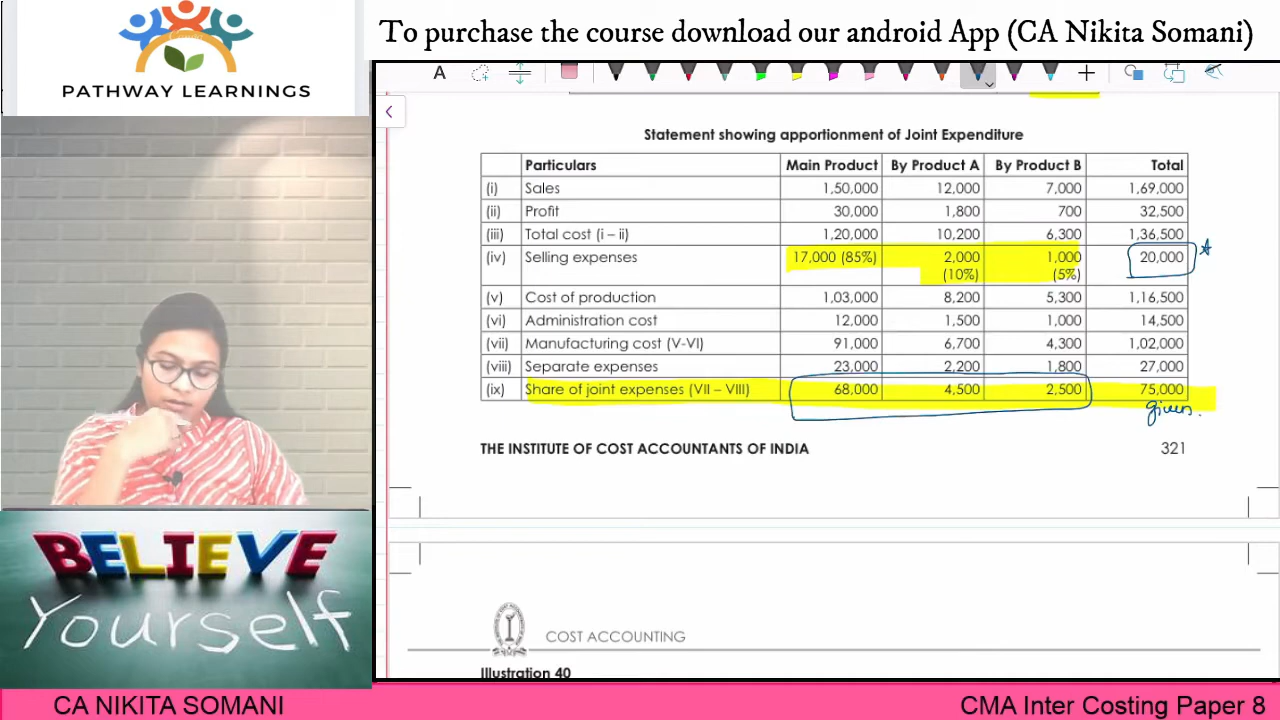 PATHWAY LEARNINGS
To purchase the course download our android App (CA Nikita Somani)
A
Statement showing apportionment of Joint Expenditure
Particulars Main Product By Product A By Product B Total
(i) Sales 1,50,000 12,000 7,000 1,69,000
(ii) Profit 30,000 1,800 700 32,500
(iii) Total cost (i – ii) 1,20,000 10,200 6,300 1,36,500
(iv) Selling expenses 17,000 (85%) 2,000 1,000 20,000
(10%) (5%)
(v) Cost of production 1,03,000 8,200 5,300 1,16,500
(vi) Administration cost 12,000 1,500 1,000 14,500
(vii) Manufacturing cost (V-VI) 91,000 6,700 4,300 1,02,000
(viii) Separate expenses 23,000 2,200 1,800 27,000
(ix) Share of joint expenses (VII – VIII) 68,000 4,500 2,500 75,000
given.
THE INSTITUTE OF COST ACCOUNTANTS OF INDIA 321
COST ACCOUNTING
Illustration 40
BELIEVE
Yourself
CA NIKITA SOMANI
CMA Inter Costing Paper 8